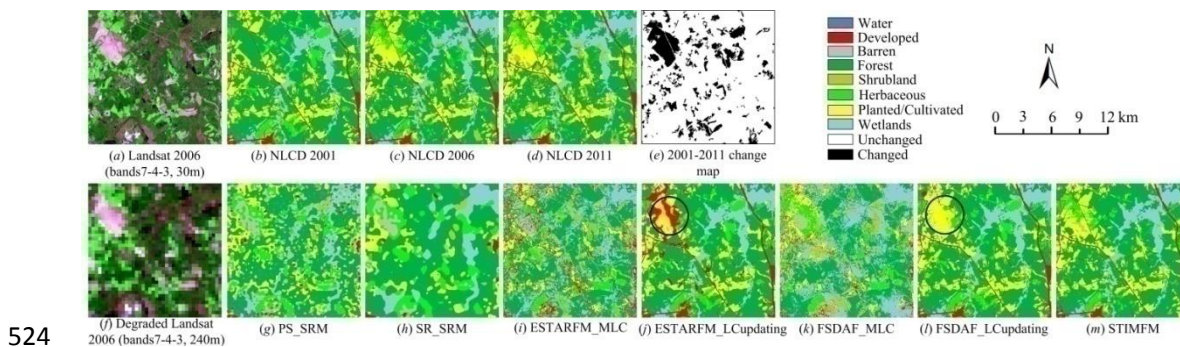 Water
Developed
Barren
Forest
Shrubland
Herbaceous
Planted/Cultivated
Wetlands
Unchanged
Changed
N
0 3 6 9 12 km
(a) Landsat 2006
(bands7-4-3, 30m)
(b) NLCD 2001
(c) NLCD 2006
(d) NLCD 2011
(e) 2001-2011 change
map
(f) Degraded Landsat
2006 (bands7-4-3, 240m)
(g) PS_SRM
(h) SR_SRM
(i) ESTARFM_MLC
(j) ESTARFM_LCupdating
(k) FSDAF_MLC
(l) FSDAF_LCupdating
(m) STIMFM
524